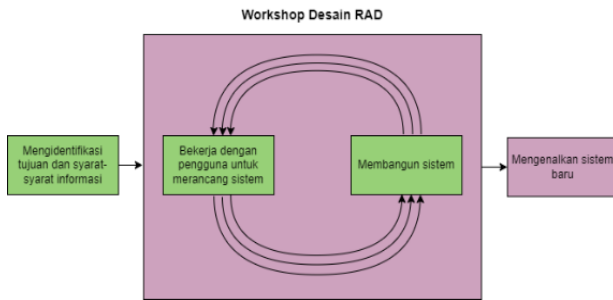 Workshop Desain RAD
Mengidentifikasi
tujuan dan syarat-
syarat informasi
Bekerja dengan
pengguna untuk
merancang sistem
Membangun sistem
Mengenalkan sistem
baru